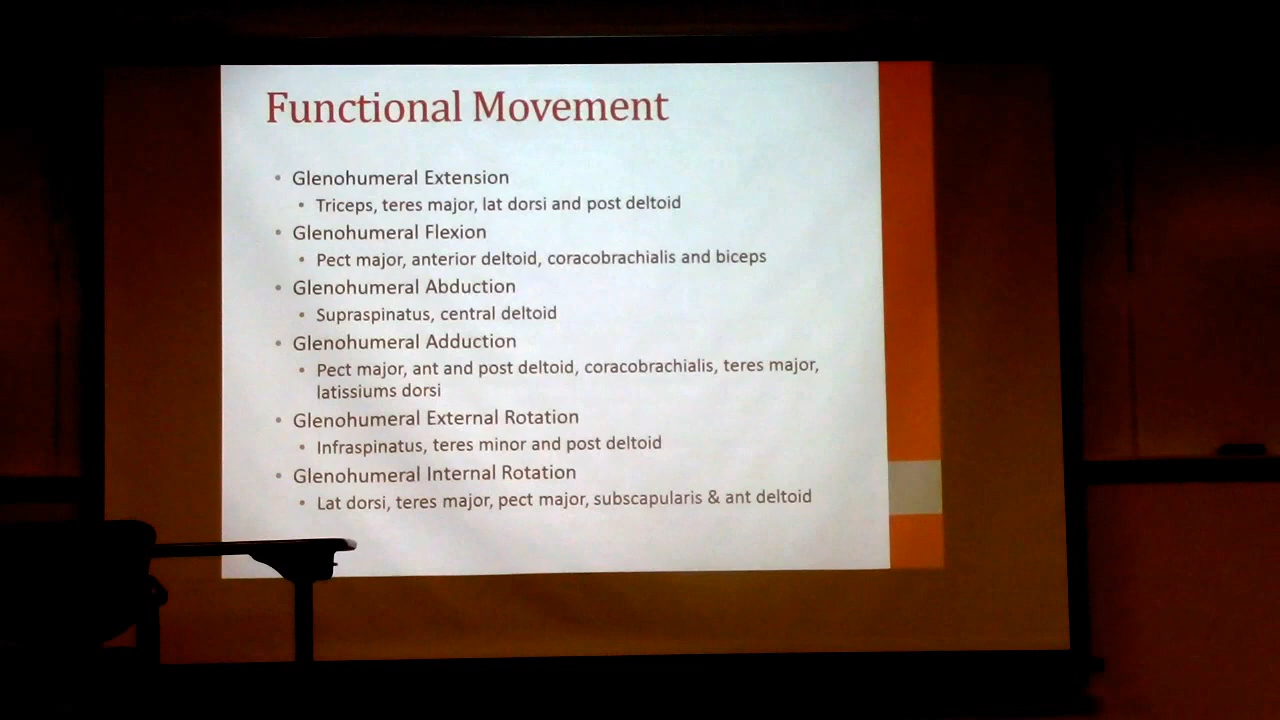 Functional Movement
• Glenohumeral Extension
• Triceps, teres major, lat dorsi and post deltoid
• Glenohumeral Flexion
• Pect major, anterior deltoid, coracobrachialis and biceps
• Glenohumeral Abduction
• Supraspinatus, central deltoid
• Glenohumeral Adduction
• Pect major, ant and post deltoid, coracobrachialis, teres major,
latissiums dorsi
• Glenohumeral External Rotation
• Infraspinatus, teres minor and post deltoid
• Glenohumeral Internal Rotation
• Lat dorsi, teres major, pect major, subscapularis & ant deltoid